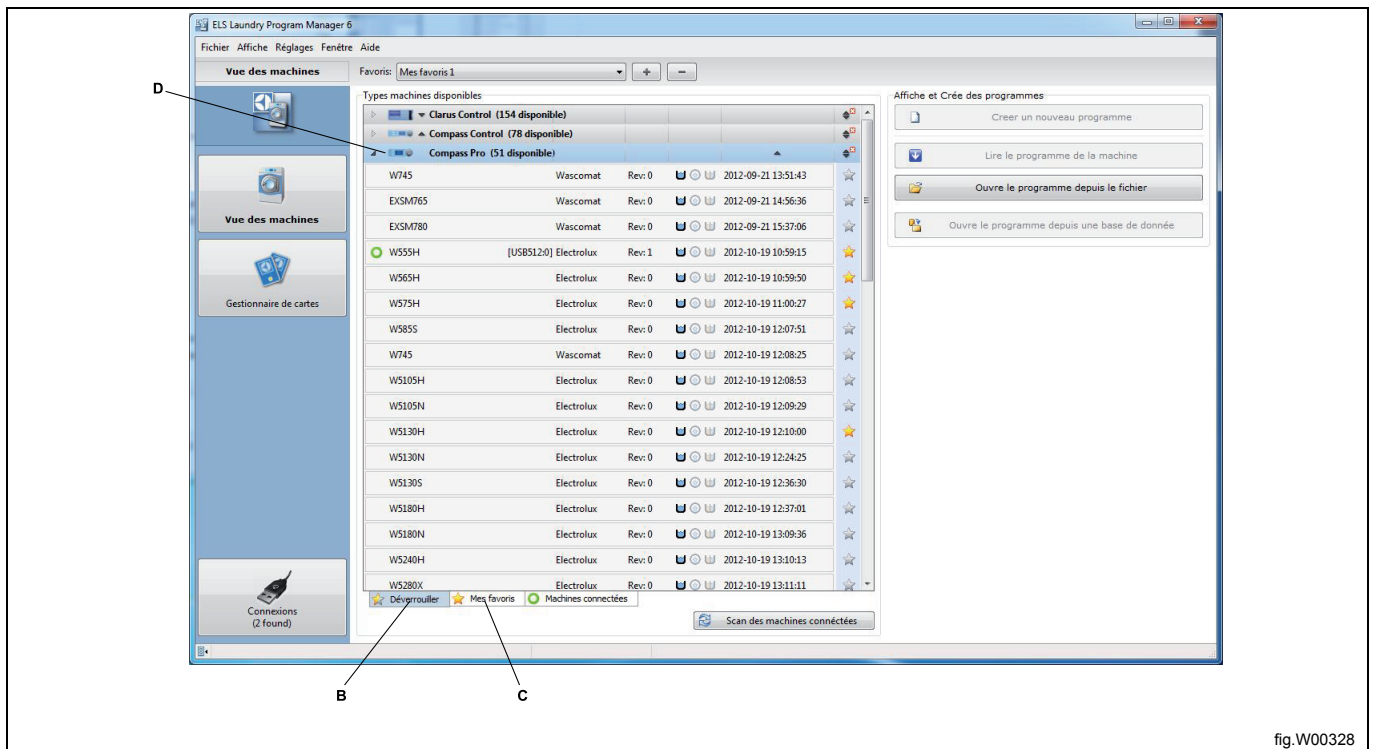 ELS Laundry Program Manager 6
Fichier Affiche Réglages Fenêtre Aide
Vue des machines
Favoris: Mes favoris 1
+ −
D
Types machines disponibles
Clarus Control (154 disponible)
Compass Control (78 disponible)
Compass Pro (51 disponible)
W745 Wascomat Rev: 0 2012-09-21 13:51:43
EXSM765 Wascomat Rev: 0 2012-09-21 14:56:36
EXSM780 Wascomat Rev: 0 2012-09-21 15:37:06
W555H [USB512:0] Electrolux Rev: 1 2012-10-19 10:59:15
W565H Electrolux Rev: 0 2012-10-19 10:59:50
W575H Electrolux Rev: 0 2012-10-19 11:00:27
W585S Electrolux Rev: 0 2012-10-19 12:07:51
W745 Wascomat Rev: 0 2012-10-19 12:08:25
W5105H Electrolux Rev: 0 2012-10-19 12:08:53
W5105N Electrolux Rev: 0 2012-10-19 12:09:29
W5130H Electrolux Rev: 0 2012-10-19 12:10:00
W5130N Electrolux Rev: 0 2012-10-19 12:24:25
W5130S Electrolux Rev: 0 2012-10-19 12:36:30
W5180H Electrolux Rev: 0 2012-10-19 12:37:01
W5180N Electrolux Rev: 0 2012-10-19 13:09:36
W5240H Electrolux Rev: 0 2012-10-19 13:10:13
W5280X Electrolux Rev: 0 2012-10-19 13:11:11
Déverrouiller Mes favoris Machines connectées
Scan des machines connéctées
Affiche et Crée des programmes
Creer un nouveau programme
Lire le programme de la machine
Ouvre le programme depuis le fichier
Ouvre le programme depuis une base de donnée
Vue des machines
Gestionnaire de cartes
Connexions
(2 found)
B
C
fig.W00328